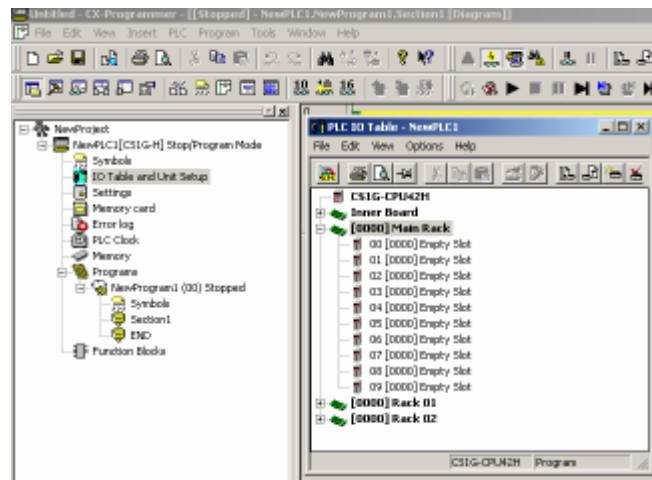 Untitled - CX-Programmer - [[Stopped] - NewPLC1.NewProgram1.Section1 [Diagram]]
File Edit View Insert PLC Program Tools Window Help
NewProject
NewPLC1[CS1G-H] Stop/Program Mode
Symbols
IO Table and Unit Setup
Settings
Memory card
Error log
PLC Clock
Memory
Programs
NewProgram1 (00) Stopped
Symbols
Section1
END
Function Blocks
0
PLC IO Table - NewPLC1
File Edit View Options Help
CS1G-CPU42H
Inner Board
[0000] Main Rack
00 [0000] Empty Slot
01 [0000] Empty Slot
02 [0000] Empty Slot
03 [0000] Empty Slot
04 [0000] Empty Slot
05 [0000] Empty Slot
06 [0000] Empty Slot
07 [0000] Empty Slot
08 [0000] Empty Slot
09 [0000] Empty Slot
[0000] Rack 01
[0000] Rack 02
CS1G-CPU42H Program